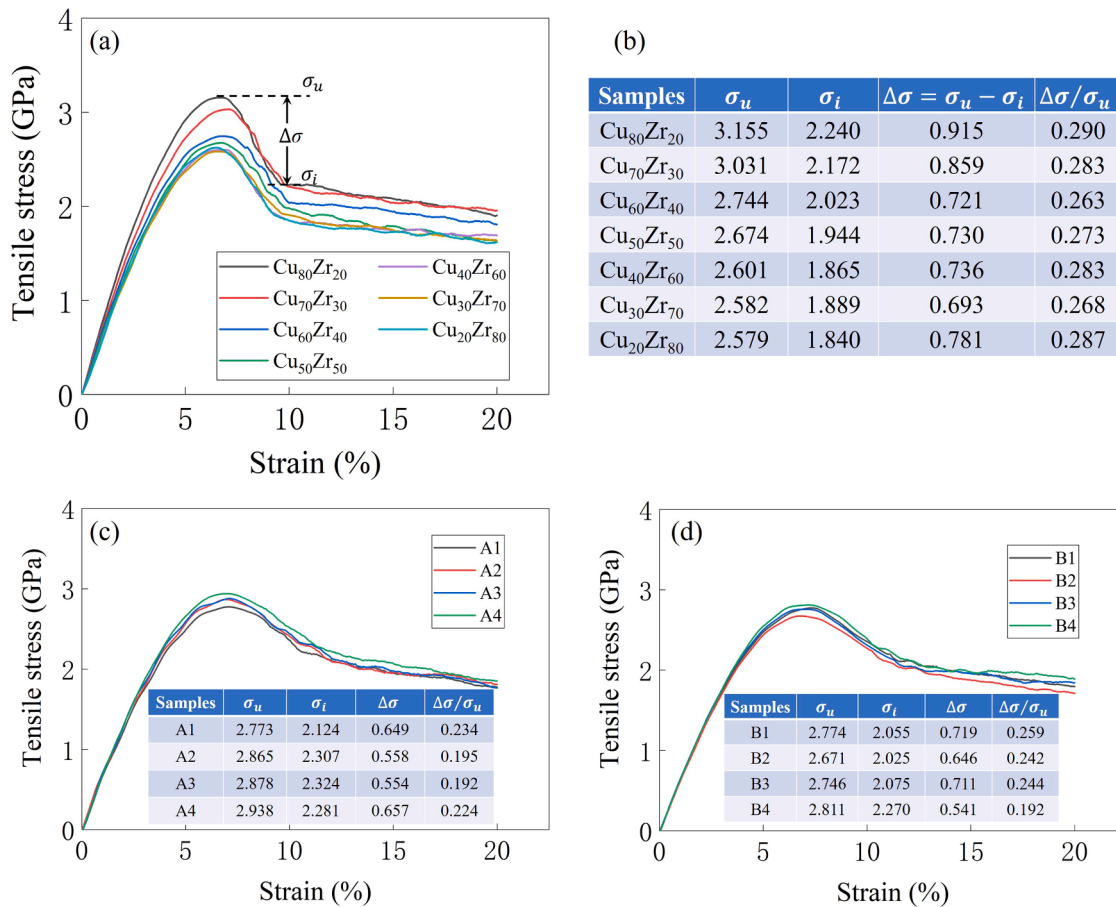 (a)
4
3
2
1
0
0
5
10
15
20
Tensile stress (GPa)
Strain (%)
σᵤ
Δσ
σᵢ
Cu₈₀Zr₂₀
Cu₇₀Zr₃₀
Cu₆₀Zr₄₀
Cu₅₀Zr₅₀
Cu₄₀Zr₆₀
Cu₃₀Zr₇₀
Cu₂₀Zr₈₀
(b)
Samples σᵤ σᵢ Δσ = σᵤ − σᵢ Δσ/σᵤ
Cu₈₀Zr₂₀ 3.155 2.240 0.915 0.290
Cu₇₀Zr₃₀ 3.031 2.172 0.859 0.283
Cu₆₀Zr₄₀ 2.744 2.023 0.721 0.263
Cu₅₀Zr₅₀ 2.674 1.944 0.730 0.273
Cu₄₀Zr₆₀ 2.601 1.865 0.736 0.283
Cu₃₀Zr₇₀ 2.582 1.889 0.693 0.268
Cu₂₀Zr₈₀ 2.579 1.840 0.781 0.287
(c)
4
3
2
1
0
0
5
10
15
20
Tensile stress (GPa)
Strain (%)
A1
A2
A3
A4
Samples σᵤ σᵢ Δσ Δσ/σᵤ
A1 2.773 2.124 0.649 0.234
A2 2.865 2.307 0.558 0.195
A3 2.878 2.324 0.554 0.192
A4 2.938 2.281 0.657 0.224
(d)
4
3
2
1
0
0
5
10
15
20
Tensile stress (GPa)
Strain (%)
B1
B2
B3
B4
Samples σᵤ σᵢ Δσ Δσ/σᵤ
B1 2.774 2.055 0.719 0.259
B2 2.671 2.025 0.646 0.242
B3 2.746 2.075 0.711 0.244
B4 2.811 2.270 0.541 0.192